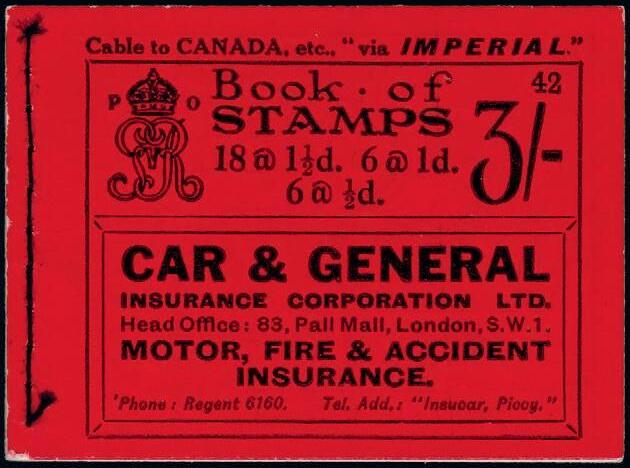 Cable to CANADA, etc., "via IMPERIAL."
P O
GR
Book · of
STAMPS
18 @ 1½d. 6 @ 1d.
6 @ ½d.
42
3/-
CAR & GENERAL
INSURANCE CORPORATION LTD.
Head Office: 83, Pall Mall, London, S.W.1.
MOTOR, FIRE & ACCIDENT
INSURANCE.
'Phone: Regent 6160. Tel. Add.: "Insucar, Piccy."